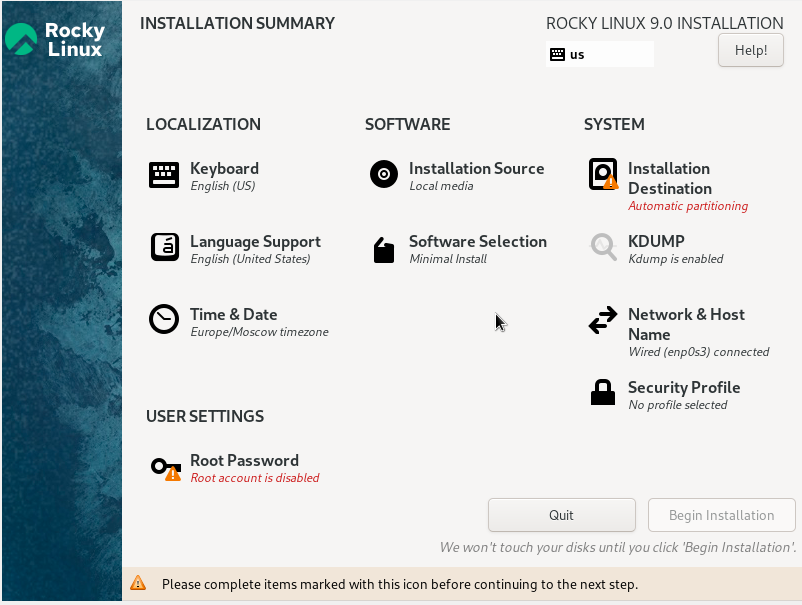 Rocky
Linux
INSTALLATION SUMMARY
ROCKY LINUX 9.0 INSTALLATION
us
Help!
LOCALIZATION
Keyboard
English (US)
Language Support
English (United States)
Time & Date
Europe/Moscow timezone
SOFTWARE
Installation Source
Local media
Software Selection
Minimal Install
SYSTEM
Installation
Destination
Automatic partitioning
KDUMP
Kdump is enabled
Network & Host
Name
Wired (enp0s3) connected
Security Profile
No profile selected
USER SETTINGS
Root Password
Root account is disabled
Quit
Begin Installation
We won't touch your disks until you click 'Begin Installation'.
Please complete items marked with this icon before continuing to the next step.